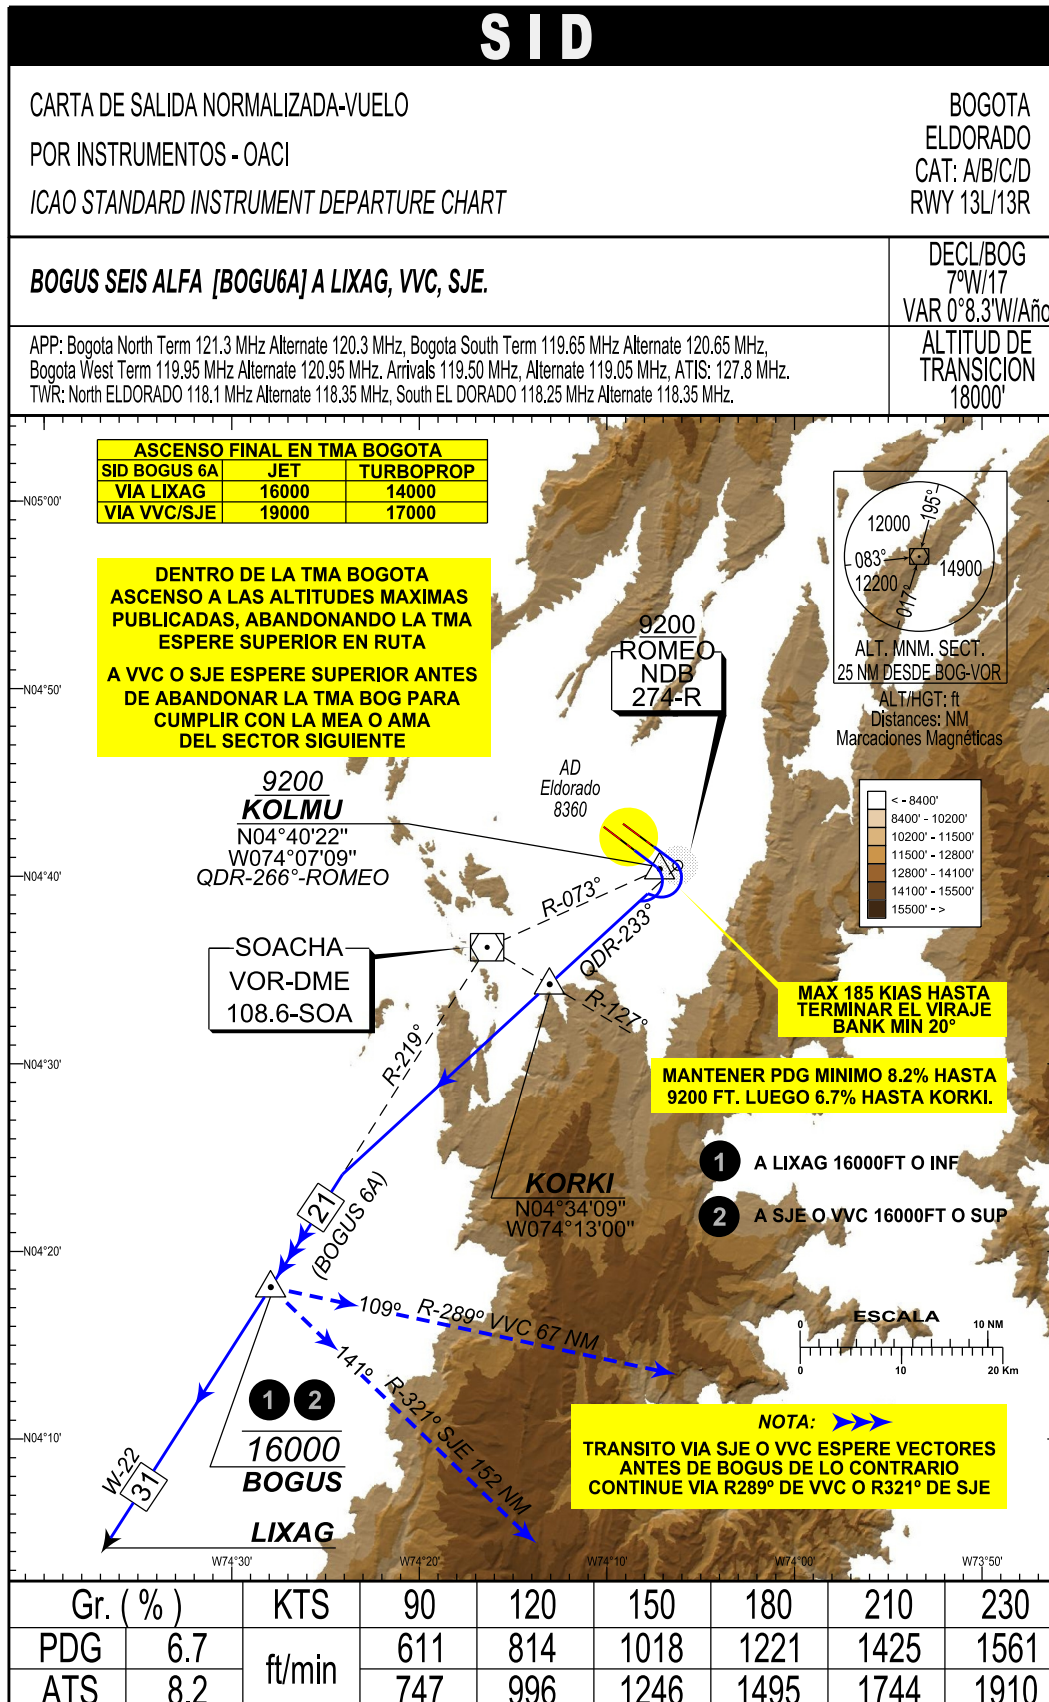 SID
CARTA DE SALIDA NORMALIZADA-VUELO
POR INSTRUMENTOS - OACI
ICAO STANDARD INSTRUMENT DEPARTURE CHART
BOGOTA
ELDORADO
CAT: A/B/C/D
RWY 13L/13R
BOGUS SEIS ALFA [BOGU6A] A LIXAG, VVC, SJE.
DECL/BOG
7ºW/17
VAR 0°8.3'W/Año
APP: Bogota North Term 121.3 MHz Alternate 120.3 MHz, Bogota South Term 119.65 MHz Alternate 120.65 MHz,
Bogota West Term 119.95 MHz Alternate 120.95 MHz. Arrivals 119.50 MHz, Alternate 119.05 MHz, ATIS: 127.8 MHz.
TWR: North ELDORADO 118.1 MHz Alternate 118.35 MHz, South EL DORADO 118.25 MHz Alternate 118.35 MHz.
ALTITUD DE
TRANSICION
18000'
ASCENSO FINAL EN TMA BOGOTA
SID BOGUS 6A JET TURBOPROP
VIA LIXAG 16000 14000
VIA VVC/SJE 19000 17000
N05°00'
DENTRO DE LA TMA BOGOTA
ASCENSO A LAS ALTITUDES MAXIMAS
PUBLICADAS, ABANDONANDO LA TMA
ESPERE SUPERIOR EN RUTA
A VVC O SJE ESPERE SUPERIOR ANTES
DE ABANDONAR LA TMA BOG PARA
CUMPLIR CON LA MEA O AMA
DEL SECTOR SIGUIENTE
N04°50'
12000
195°
083°
12200
14900
017°
ALT. MNM. SECT.
25 NM DESDE BOG-VOR
ALT/HGT: ft
Distances: NM
Marcaciones Magnéticas
9200
ROMEO
NDB
274-R
AD
Eldorado
8360
9200
KOLMU
N04°40'22"
W074°07'09"
QDR-266°-ROMEO
< - 8400'
8400' - 10200'
10200' - 11500'
11500' - 12800'
12800' - 14100'
14100' - 15500'
15500' - >
N04°40'
R-073°
QDR-233°
SOACHA
VOR-DME
108.6-SOA
R-127°
R-219°
MAX 185 KIAS HASTA
TERMINAR EL VIRAJE
BANK MIN 20°
N04°30'
MANTENER PDG MINIMO 8.2% HASTA
9200 FT. LUEGO 6.7% HASTA KORKI.
1 A LIXAG 16000FT O INF
2 A SJE O VVC 16000FT O SUP
KORKI
N04°34'09"
W074°13'00"
21
(BOGUS 6A)
N04°20'
109º R-289º VVC 67 NM
141º R-321º SJE 152 NM
ESCALA
0 10 NM
0 10 20 Km
1 2
16000
BOGUS
NOTA:
TRANSITO VIA SJE O VVC ESPERE VECTORES
ANTES DE BOGUS DE LO CONTRARIO
CONTINUE VIA R289º DE VVC O R321º DE SJE
N04°10'
W-22
31
LIXAG
W74°30' W74°20' W74°10' W74°00' W73°50'
Gr. ( % ) KTS 90 120 150 180 210 230
PDG 6.7 ft/min 611 814 1018 1221 1425 1561
ATS 8.2 747 996 1246 1495 1744 1910